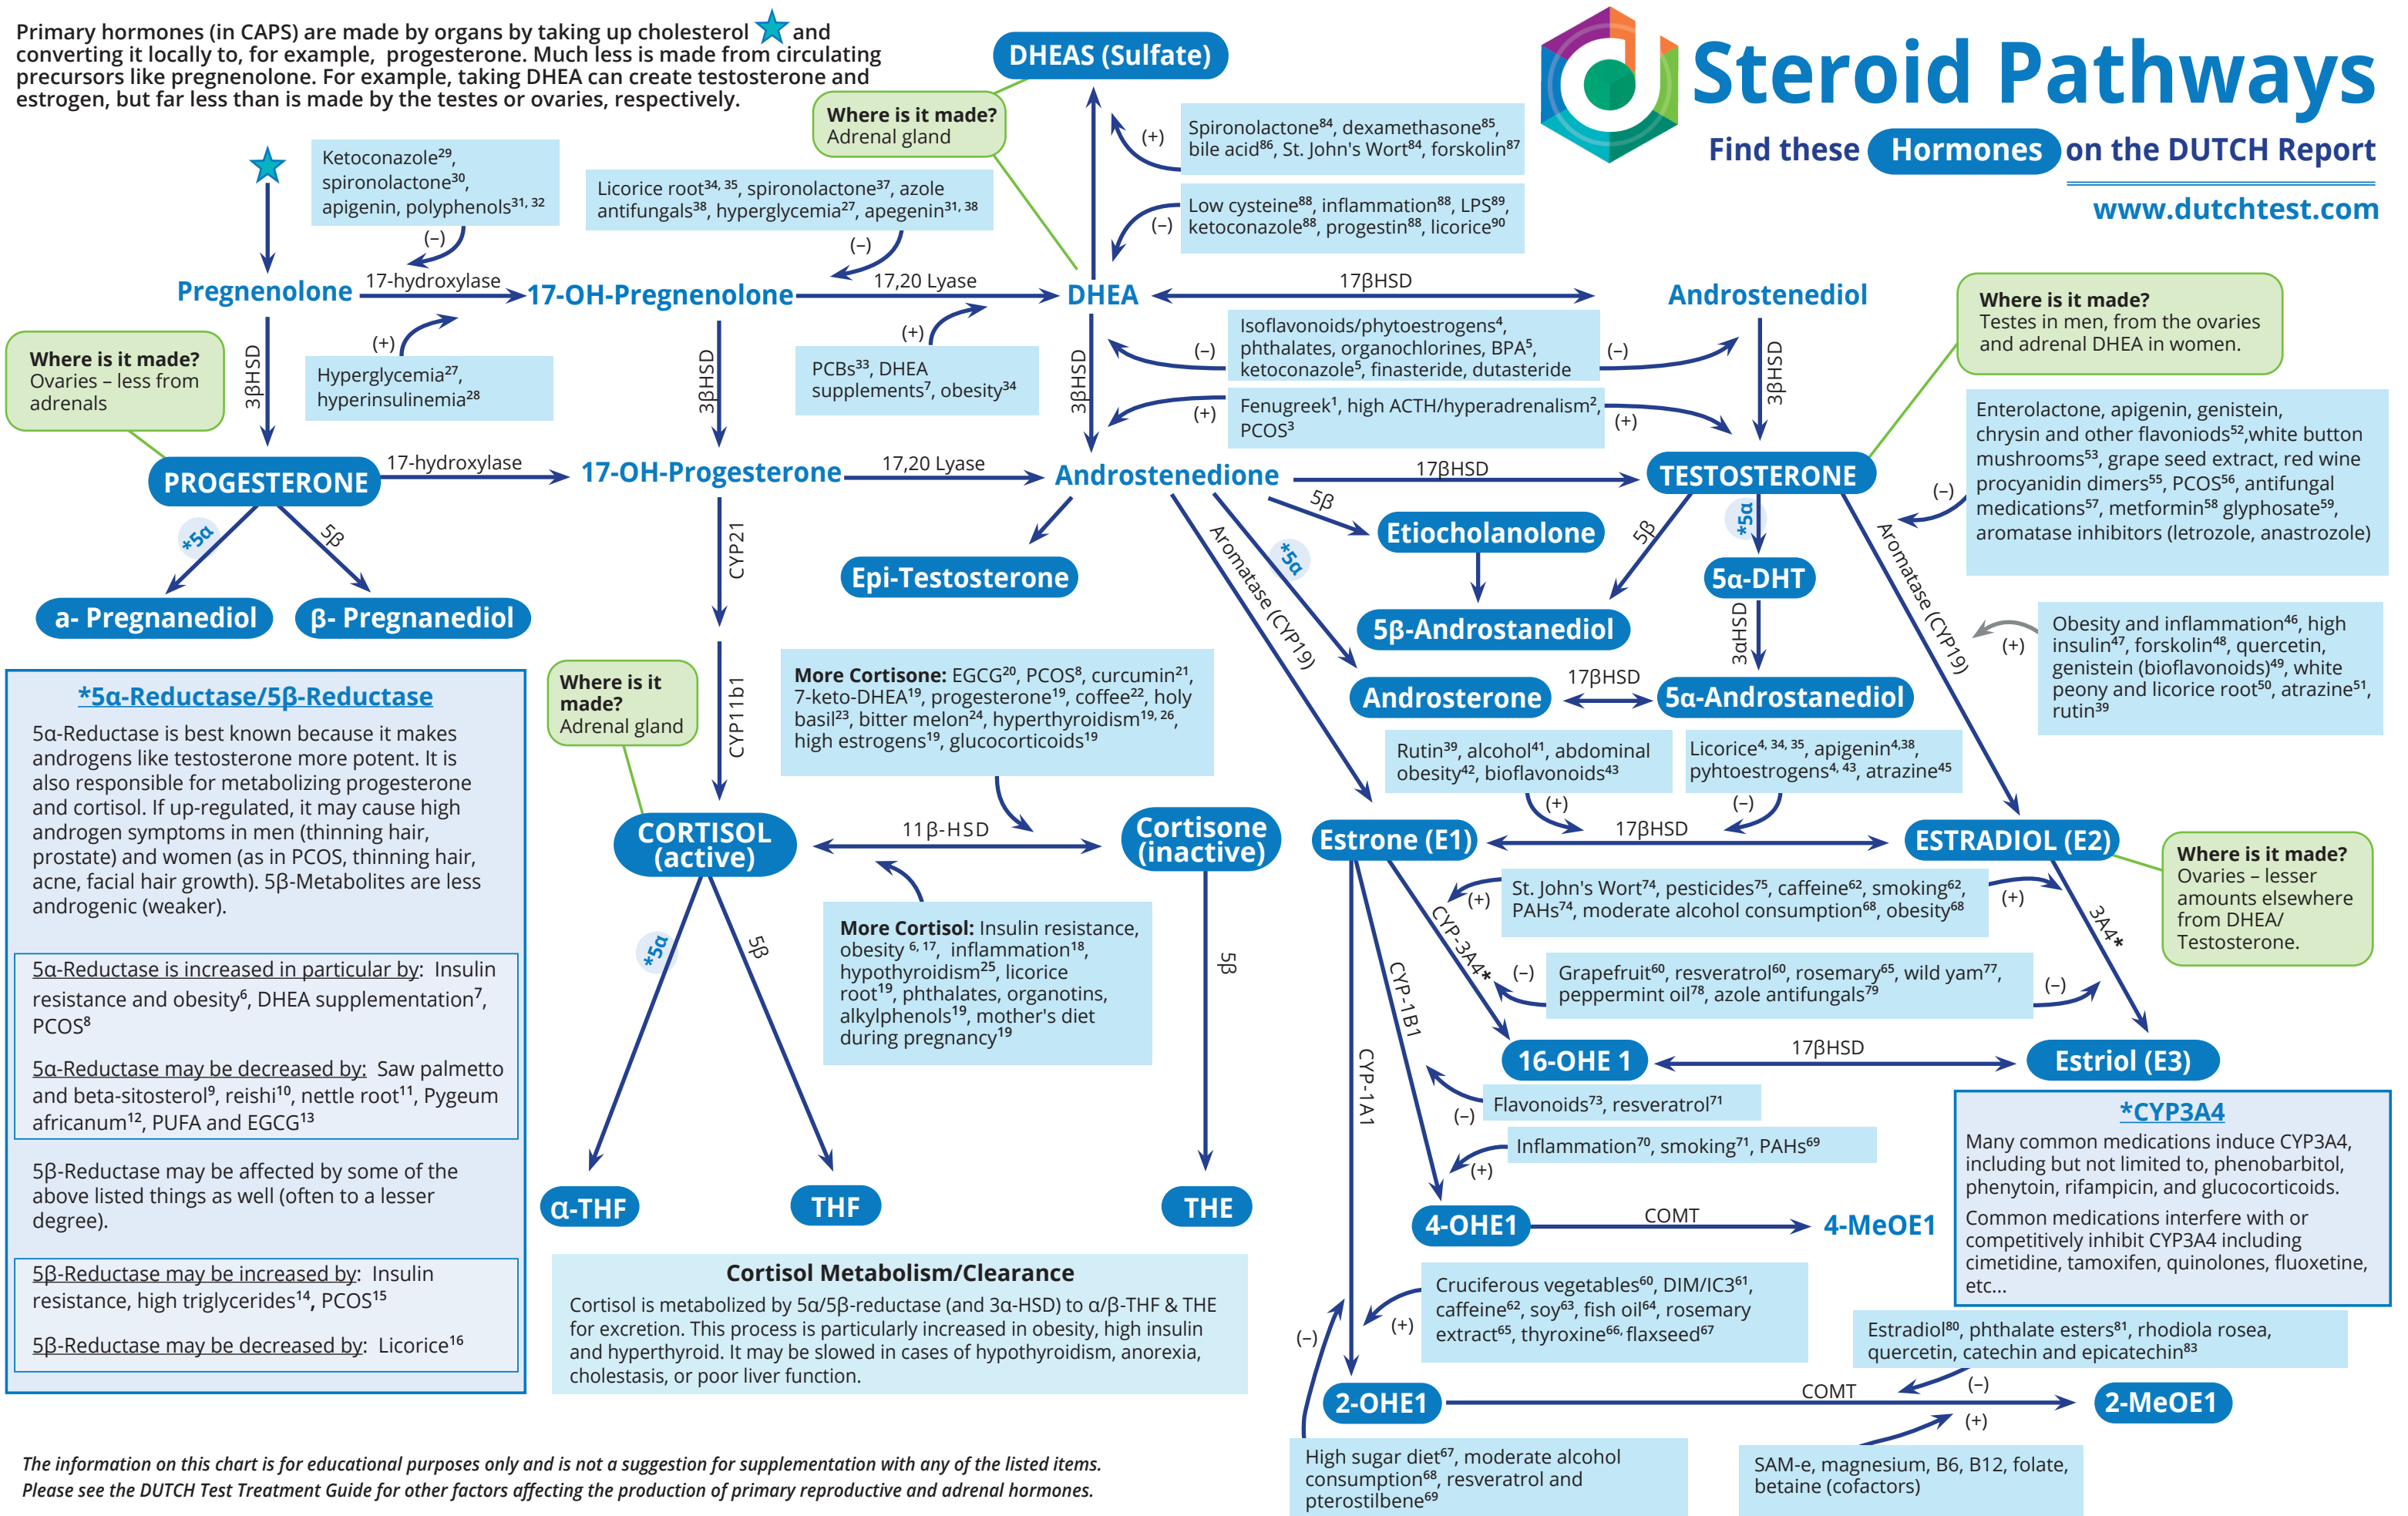 Primary hormones (in CAPS) are made by organs by taking up cholesterol and
converting it locally to, for example, progesterone. Much less is made from circulating
precursors like pregnenolone. For example, taking DHEA can create testosterone and
estrogen, but far less than is made by the testes or ovaries, respectively.
Steroid Pathways
Find these Hormones on the DUTCH Report
www.dutchtest.com
DHEAS (Sulfate)
Where is it made?
Adrenal gland
(+)
Spironolactone⁸⁴, dexamethasone⁸⁵,
bile acid⁸⁶, St. John's Wort⁸⁴, forskolin⁸⁷
(–)
Low cysteine⁸⁸, inflammation⁸⁸, LPS⁸⁹,
ketoconazole⁸⁸, progestin⁸⁸, licorice⁹⁰
Ketoconazole²⁹,
spironolactone³⁰,
apigenin, polyphenols³¹, ³²
(–)
Licorice root³⁴, ³⁵, spironolactone³⁷, azole
antifungals³⁸, hyperglycemia²⁷, apegenin³¹, ³⁸
(–)
Pregnenolone
17-hydroxylase
17-OH-Pregnenolone
17,20 Lyase
DHEA
17βHSD
Androstenediol
Where is it made?
Ovaries – less from
adrenals
3βHSD
(+)
Hyperglycemia²⁷,
hyperinsulinemia²⁸
3βHSD
(+)
PCBs³³, DHEA
supplements⁷, obesity³⁴
3βHSD
(–)
Isoflavonoids/phytoestrogens⁴,
phthalates, organochlorines, BPA⁵,
ketoconazole⁵, finasteride, dutasteride
(–)
(+)
Fenugreek¹, high ACTH/hyperadrenalism²,
PCOS³
(+)
3βHSD
Where is it made?
Testes in men, from the ovaries
and adrenal DHEA in women.
PROGESTERONE
17-hydroxylase
17-OH-Progesterone
17,20 Lyase
Androstenedione
17βHSD
TESTOSTERONE
(–)
Enterolactone, apigenin, genistein,
chrysin and other flavoniods⁵²,white button
mushrooms⁵³, grape seed extract, red wine
procyanidin dimers⁵⁵, PCOS⁵⁶, antifungal
medications⁵⁷, metformin⁵⁸ glyphosate⁵⁹,
aromatase inhibitors (letrozole, anastrozole)
*5α
5β
a- Pregnanediol
β- Pregnanediol
CYP21
CYP11b1
Epi-Testosterone
Aromatase (CYP19)
*5α
5β
Etiocholanolone
5β
*5α
5α-DHT
Aromatase (CYP19)
5β-Androstanediol
3αHSD
Androsterone
17βHSD
5α-Androstanediol
(+)
Obesity and inflammation⁴⁶, high
insulin⁴⁷, forskolin⁴⁸, quercetin,
genistein (bioflavonoids)⁴⁹, white
peony and licorice root⁵⁰, atrazine⁵¹,
rutin³⁹
*5α-Reductase/5β-Reductase
5α-Reductase is best known because it makes
androgens like testosterone more potent. It is
also responsible for metabolizing progesterone
and cortisol. If up-regulated, it may cause high
androgen symptoms in men (thinning hair,
prostate) and women (as in PCOS, thinning hair,
acne, facial hair growth). 5β-Metabolites are less
androgenic (weaker).
5α-Reductase is increased in particular by: Insulin
resistance and obesity⁶, DHEA supplementation⁷,
PCOS⁸
5α-Reductase may be decreased by: Saw palmetto
and beta-sitosterol⁹, reishi¹⁰, nettle root¹¹, Pygeum
africanum¹², PUFA and EGCG¹³
5β-Reductase may be affected by some of the
above listed things as well (often to a lesser
degree).
5β-Reductase may be increased by: Insulin
resistance, high triglycerides¹⁴, PCOS¹⁵
5β-Reductase may be decreased by: Licorice¹⁶
Where is it
made?
Adrenal gland
More Cortisone: EGCG²⁰, PCOS⁸, curcumin²¹,
7-keto-DHEA¹⁹, progesterone¹⁹, coffee²², holy
basil²³, bitter melon²⁴, hyperthyroidism¹⁹, ²⁶,
high estrogens¹⁹, glucocorticoids¹⁹
CORTISOL
(active)
11β-HSD
Cortisone
(inactive)
More Cortisol: Insulin resistance,
obesity ⁶, ¹⁷, inflammation¹⁸,
hypothyroidism²⁵, licorice
root¹⁹, phthalates, organotins,
alkylphenols¹⁹, mother's diet
during pregnancy¹⁹
*5α
5β
5β
α-THF
THF
THE
Cortisol Metabolism/Clearance
Cortisol is metabolized by 5α/5β-reductase (and 3α-HSD) to α/β-THF & THE
for excretion. This process is particularly increased in obesity, high insulin
and hyperthyroid. It may be slowed in cases of hypothyroidism, anorexia,
cholestasis, or poor liver function.
Rutin³⁹, alcohol⁴¹, abdominal
obesity⁴², bioflavonoids⁴³
(+)
Licorice⁴, ³⁴, ³⁵, apigenin⁴,³⁸,
pyhtoestrogens⁴, ⁴³, atrazine⁴⁵
(–)
Estrone (E1)
17βHSD
ESTRADIOL (E2)
Where is it made?
Ovaries – lesser
amounts elsewhere
from DHEA/
Testosterone.
(+)
St. John's Wort⁷⁴, pesticides⁷⁵, caffeine⁶², smoking⁶²,
PAHs⁷⁴, moderate alcohol consumption⁶⁸, obesity⁶⁸
(+)
CYP-3A4*
3A4*
(–)
Grapefruit⁶⁰, resveratrol⁶⁰, rosemary⁶⁵, wild yam⁷⁷,
peppermint oil⁷⁸, azole antifungals⁷⁹
(–)
CYP-1B1
CYP-1A1
16-OHE 1
17βHSD
Estriol (E3)
(–)
Flavonoids⁷³, resveratrol⁷¹
(+)
Inflammation⁷⁰, smoking⁷¹, PAHs⁶⁹
4-OHE1
COMT
4-MeOE1
*CYP3A4
Many common medications induce CYP3A4,
including but not limited to, phenobarbitol,
phenytoin, rifampicin, and glucocorticoids.
Common medications interfere with or
competitively inhibit CYP3A4 including
cimetidine, tamoxifen, quinolones, fluoxetine,
etc...
(–)
(+)
Cruciferous vegetables⁶⁰, DIM/IC3⁶¹,
caffeine⁶², soy⁶³, fish oil⁶⁴, rosemary
extract⁶⁵, thyroxine⁶⁶, flaxseed⁶⁷
Estradiol⁸⁰, phthalate esters⁸¹, rhodiola rosea,
quercetin, catechin and epicatechin⁸³
(–)
2-OHE1
COMT
2-MeOE1
(+)
High sugar diet⁶⁷, moderate alcohol
consumption⁶⁸, resveratrol and
pterostilbene⁶⁹
SAM-e, magnesium, B6, B12, folate,
betaine (cofactors)
The information on this chart is for educational purposes only and is not a suggestion for supplementation with any of the listed items.
Please see the DUTCH Test Treatment Guide for other factors affecting the production of primary reproductive and adrenal hormones.